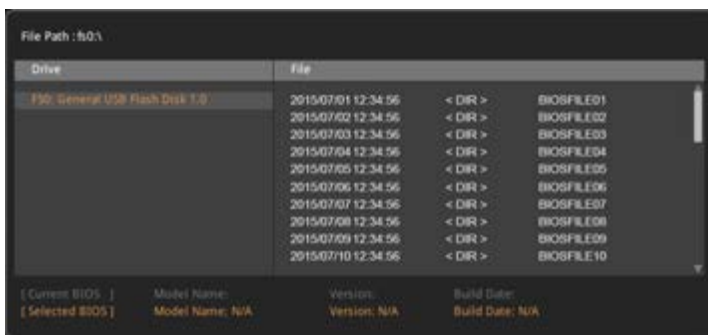 File Path : fs0:\
Drive File
FS0: General USB Flash Disk 1.0
2015/07/01 12:34:56 < DIR > BIOSFILE01
2015/07/02 12:34:56 < DIR > BIOSFILE02
2015/07/03 12:34:56 < DIR > BIOSFILE03
2015/07/04 12:34:56 < DIR > BIOSFILE04
2015/07/05 12:34:56 < DIR > BIOSFILE05
2015/07/06 12:34:56 < DIR > BIOSFILE06
2015/07/07 12:34:56 < DIR > BIOSFILE07
2015/07/08 12:34:56 < DIR > BIOSFILE08
2015/07/09 12:34:56 < DIR > BIOSFILE09
2015/07/10 12:34:56 < DIR > BIOSFILE10
[ Current BIOS ] Model Name: Version: Build Date:
[ Selected BIOS ] Model Name: N/A Version: N/A Build Date: N/A